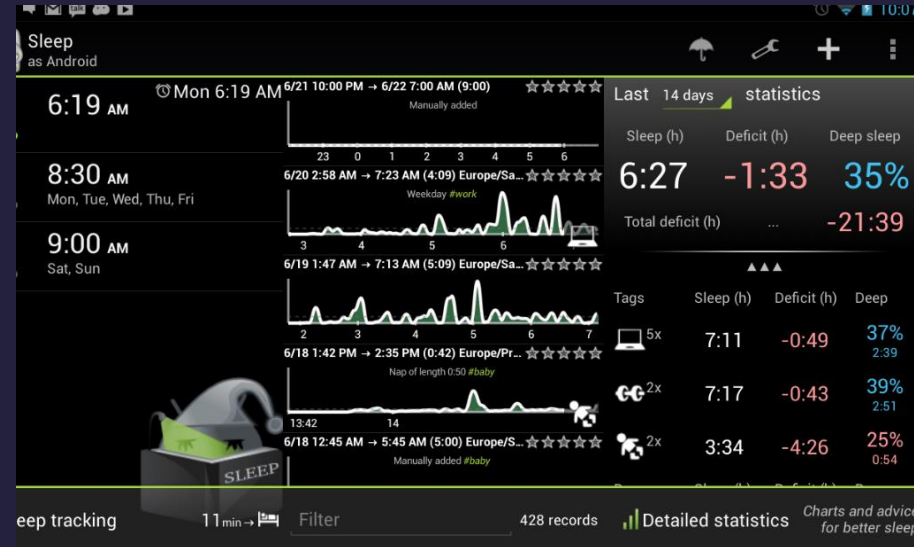 talk
10:07
Sleep
as Android
6:19 AM
Mon 6:19 AM
8:30 AM
Mon, Tue, Wed, Thu, Fri
9:00 AM
Sat, Sun
SLEEP
6/21 10:00 PM → 6/22 7:00 AM (9:00)
Manually added
23 0 1 2 3 4 5 6
6/20 2:58 AM → 7:23 AM (4:09) Europe/Sa...
Weekday #work
3 4 5 6
6/19 1:47 AM → 7:13 AM (5:09) Europe/Sa...
2 3 4 5 6 7
6/18 1:42 PM → 2:35 PM (0:42) Europe/Pr...
Nap of length 0:50 #baby
13:42 14
6/18 12:45 AM → 5:45 AM (5:00) Europe/S...
Manually added #baby
Last 14 days statistics
Sleep (h) Deficit (h) Deep sleep
6:27 -1:33 35%
Total deficit (h) ... -21:39
Tags Sleep (h) Deficit (h) Deep
5x 7:11 -0:49 37%
2:39
2x 7:17 -0:43 39%
2:51
2x 3:34 -4:26 25%
0:54
eep tracking
11 min →
Filter
428 records
Detailed statistics
Charts and advice
for better sleep